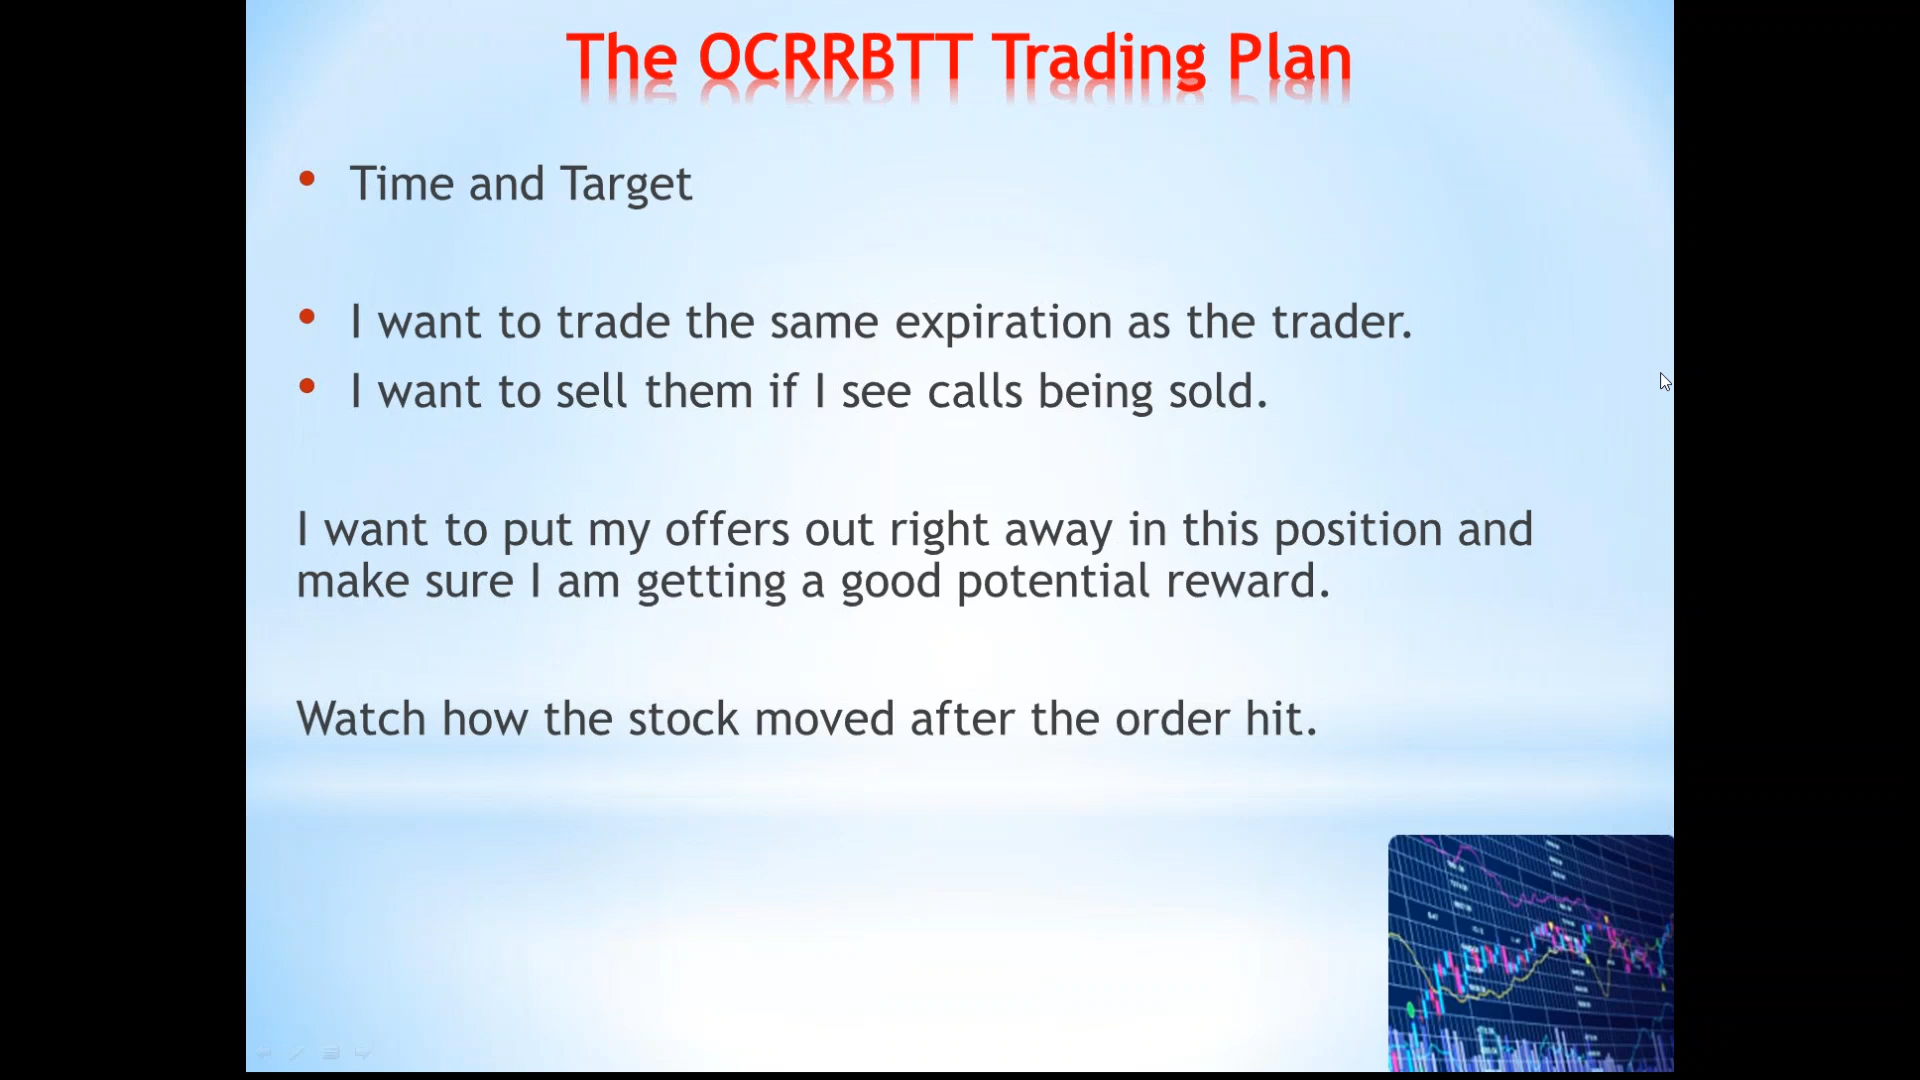 The OCRRBTT Trading Plan
• Time and Target
• I want to trade the same expiration as the trader.
• I want to sell them if I see calls being sold.
I want to put my offers out right away in this position and
make sure I am getting a good potential reward.
Watch how the stock moved after the order hit.